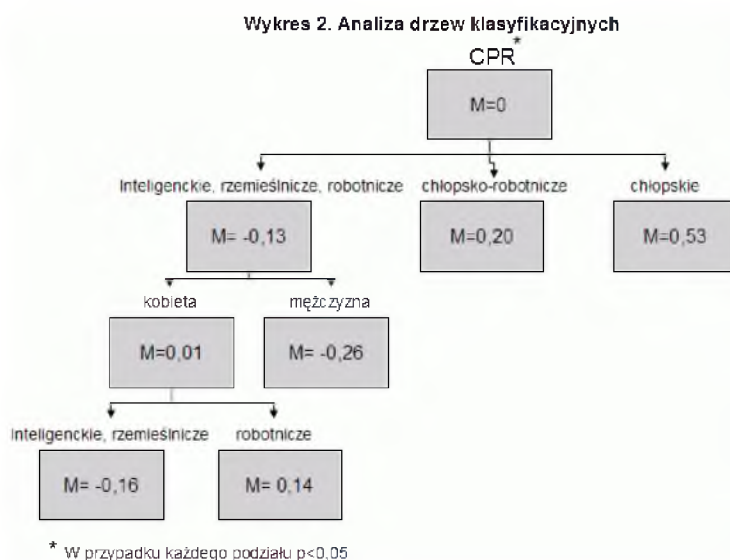 Wykres 2. Analiza drzew klasyfikacyjnych
CPR*
M=0
Inteligenckie, rzemieślnicze, robotnicze chłopsko-robotnicze chłopskie
M= -0,13 M=0,20 M=0,53
kobieta mężczyzna
M=0,01 M= -0,26
Inteligenckie, rzemieślnicze robotnicze
M= -0,16 M= 0,14
* W przypadku każdego podziału p<0,05